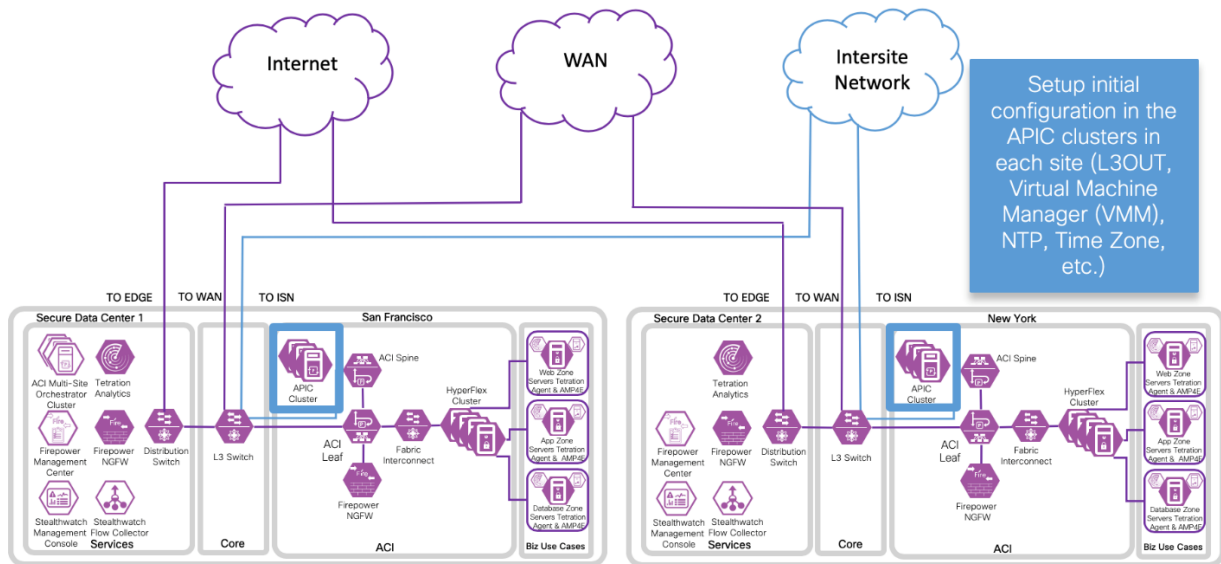 Internet
WAN
Intersite
Network
Setup initial
configuration in the
APIC clusters in
each site (L3OUT,
Virtual Machine
Manager (VMM),
NTP, Time Zone,
etc.)
TO EDGE
TO WAN
TO ISN
TO EDGE
TO WAN
TO ISN
Secure Data Center 1
San Francisco
ACI Multi-Site
Orchestrator
Cluster
Tetration
Analytics
Fire
Firepower
Management
Center
Fire
Firepower
NGFW
Distribution
Switch
Stealthwatch
Management
Console
Stealthwatch
Flow Collector
Services
L3 Switch
Core
APIC
Cluster
ACI Spine
ACI
Leaf
Fabric
Interconnect
HyperFlex
Cluster
Fire
Firepower
NGFW
ACI
Web Zone
Servers Tetration
Agent & AMP4E
App Zone
Servers Tetration
Agent & AMP4E
Database Zone
Servers Tetration
Agent & AMP4E
Biz Use Cases
Secure Data Center 2
New York
Tetration
Analytics
Fire
Firepower
Management
Center
Fire
Firepower
NGFW
Distribution
Switch
Stealthwatch
Management
Console
Stealthwatch
Flow Collector
Services
L3 Switch
Core
APIC
Cluster
ACI Spine
ACI
Leaf
Fabric
Interconnect
HyperFlex
Cluster
Fire
Firepower
NGFW
ACI
Web Zone
Servers Tetration
Agent & AMP4E
App Zone
Servers Tetration
Agent & AMP4E
Database Zone
Servers Tetration
Agent & AMP4E
Biz Use Cases